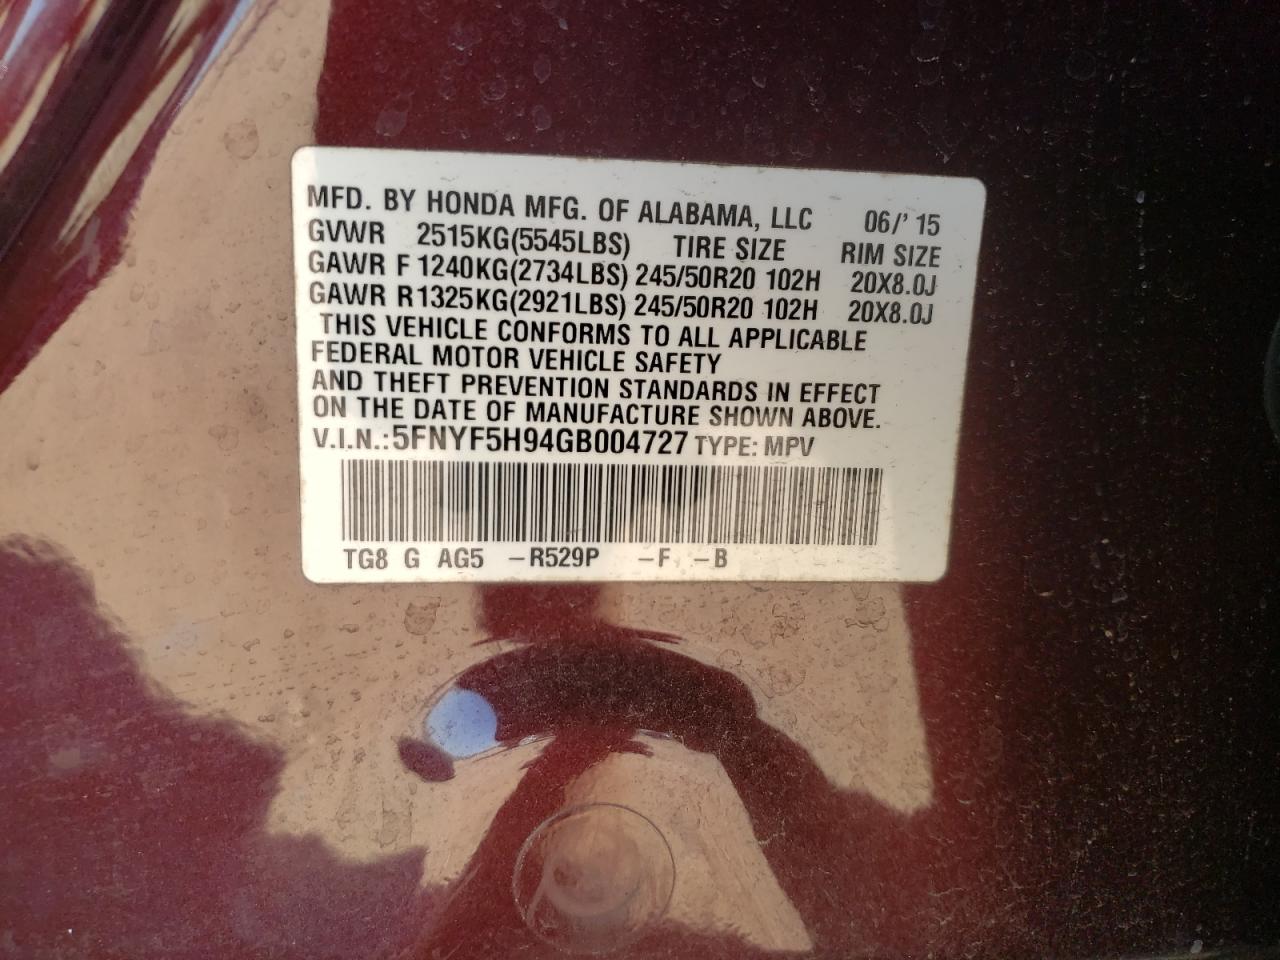 MFD. BY HONDA MFG. OF ALABAMA, LLC 06/' 15
GVWR 2515KG(5545LBS) TIRE SIZE RIM SIZE
GAWR F 1240KG(2734LBS) 245/50R20 102H 20X8.0J
GAWR R1325KG(2921LBS) 245/50R20 102H 20X8.0J
THIS VEHICLE CONFORMS TO ALL APPLICABLE
FEDERAL MOTOR VEHICLE SAFETY
AND THEFT PREVENTION STANDARDS IN EFFECT
ON THE DATE OF MANUFACTURE SHOWN ABOVE.
V.I.N.:5FNYF5H94GB004727 TYPE: MPV
TG8 G AG5 -R529P -F -B